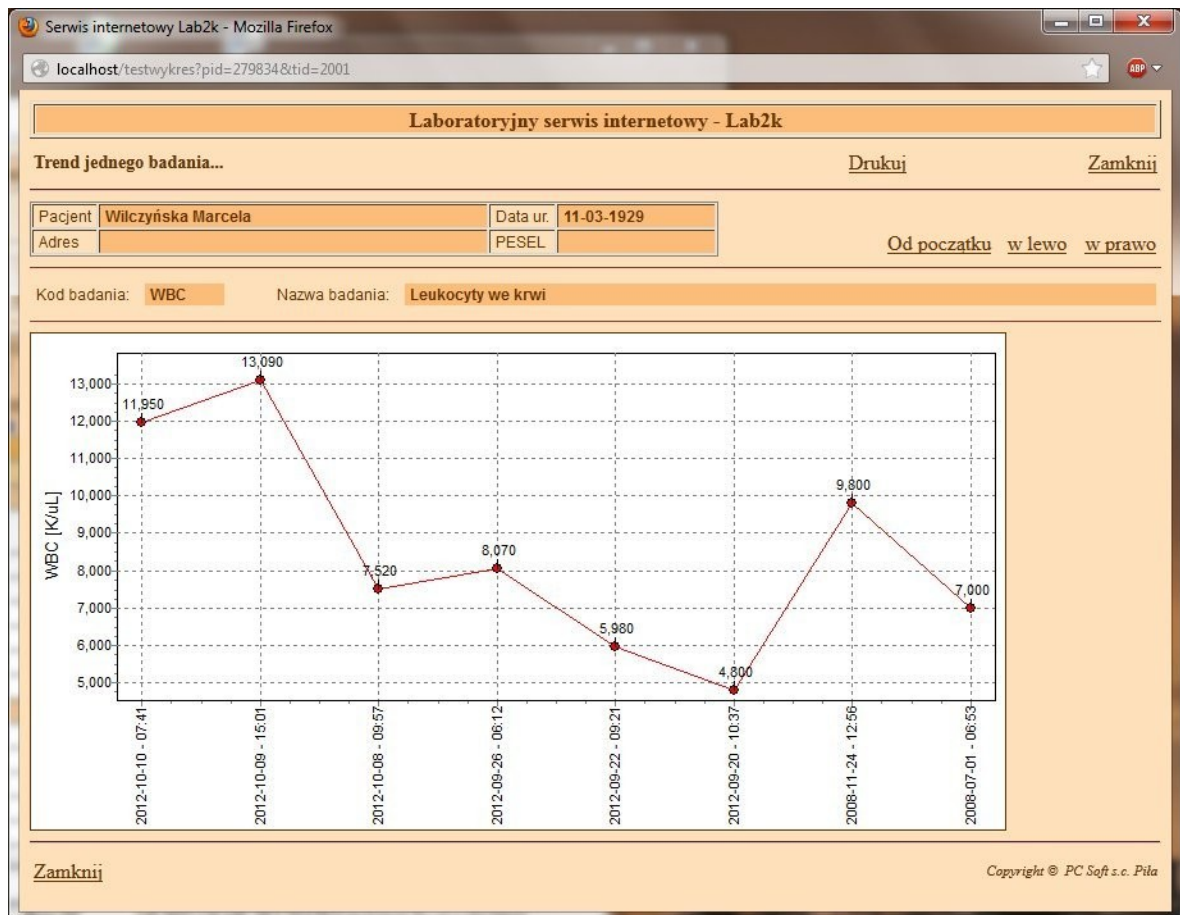 Serwis internetowy Lab2k - Mozilla Firefox
localhost/testwykres?pid=279834&tid=2001
ABP
Laboratoryjny serwis internetowy - Lab2k
Trend jednego badania... Drukuj Zamknij
Pacjent Wilczyńska Marcela Data ur. 11-03-1929
Adres PESEL
Od początku w lewo w prawo
Kod badania: WBC Nazwa badania: Leukocyty we krwi
WBC [K/uL]
13,000
12,000
11,000
10,000
9,000
8,000
7,000
6,000
5,000
11,950
13,090
7,520
8,070
5,980
4,800
9,800
7,000
2012-10-10 - 07:41
2012-10-09 - 15:01
2012-10-08 - 09:57
2012-09-26 - 06:12
2012-09-22 - 09:21
2012-09-20 - 10:37
2008-11-24 - 12:56
2008-07-01 - 06:53
Zamknij Copyright © PC Soft s.c. Piła